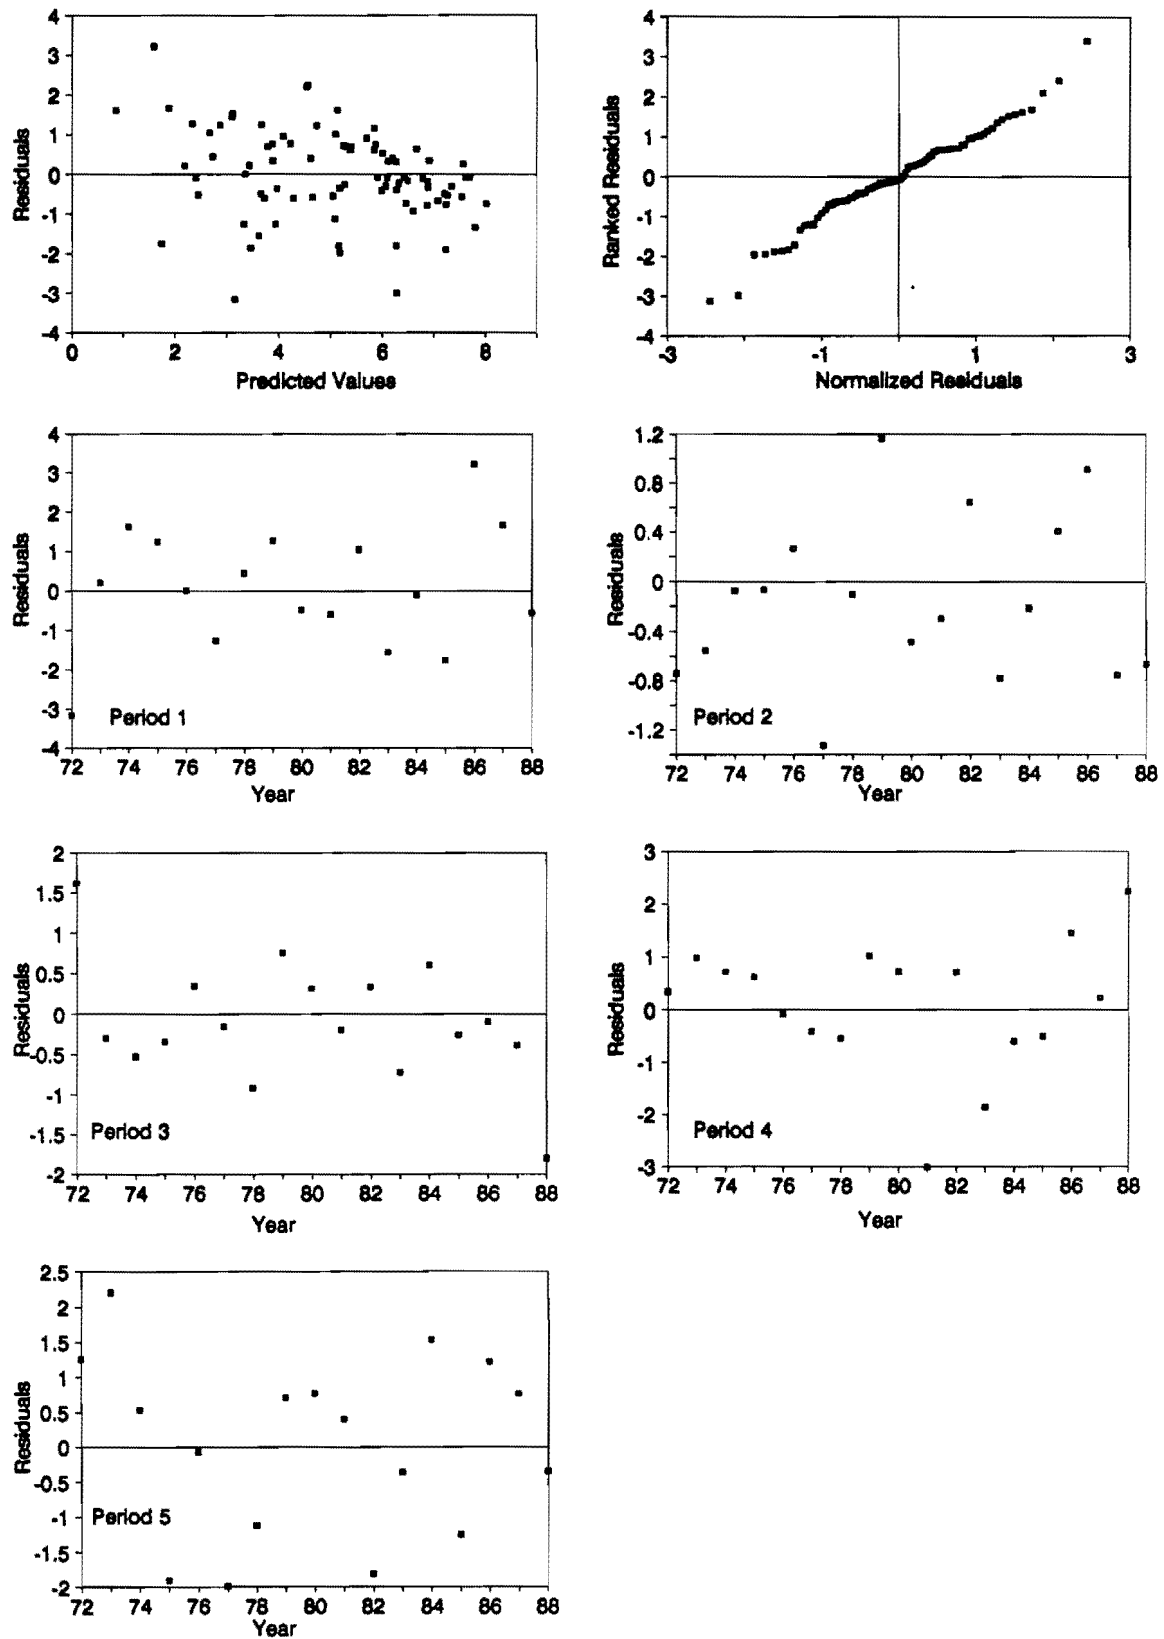 4
3
2
1
0
-1
-2
-3
-4
Residuals
0 2 4 6 8
Predicted Values
4
3
2
1
0
-1
-2
-3
-4
Ranked Residuals
-3 -1 1 3
Normalized Residuals
4
3
2
1
0
-1
-2
-3
-4
Residuals
Period 1
72 74 76 78 80 82 84 86 88
Year
1.2
0.8
0.4
0
-0.4
-0.8
-1.2
Residuals
Period 2
72 74 76 78 80 82 84 86 88
Year
2
1.5
1
0.5
0
-0.5
-1
-1.5
-2
Residuals
Period 3
72 74 76 78 80 82 84 86 88
Year
3
2
1
0
-1
-2
-3
Residuals
Period 4
72 74 76 78 80 82 84 86 88
Year
2.5
2
1.5
1
0.5
0
-0.5
-1
-1.5
-2
Residuals
Period 5
72 74 76 78 80 82 84 86 88
Year